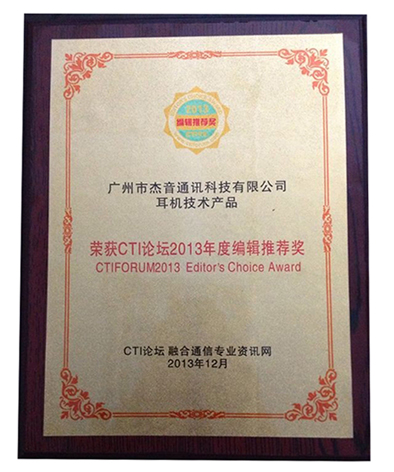 2013
编辑推荐奖
广州市杰音通讯科技有限公司
耳机技术产品
荣获CTI论坛2013年度编辑推荐奖
CTIFORUM2013 Editor's Choice Award
CTI论坛 融合通信专业资讯网
2013年12月